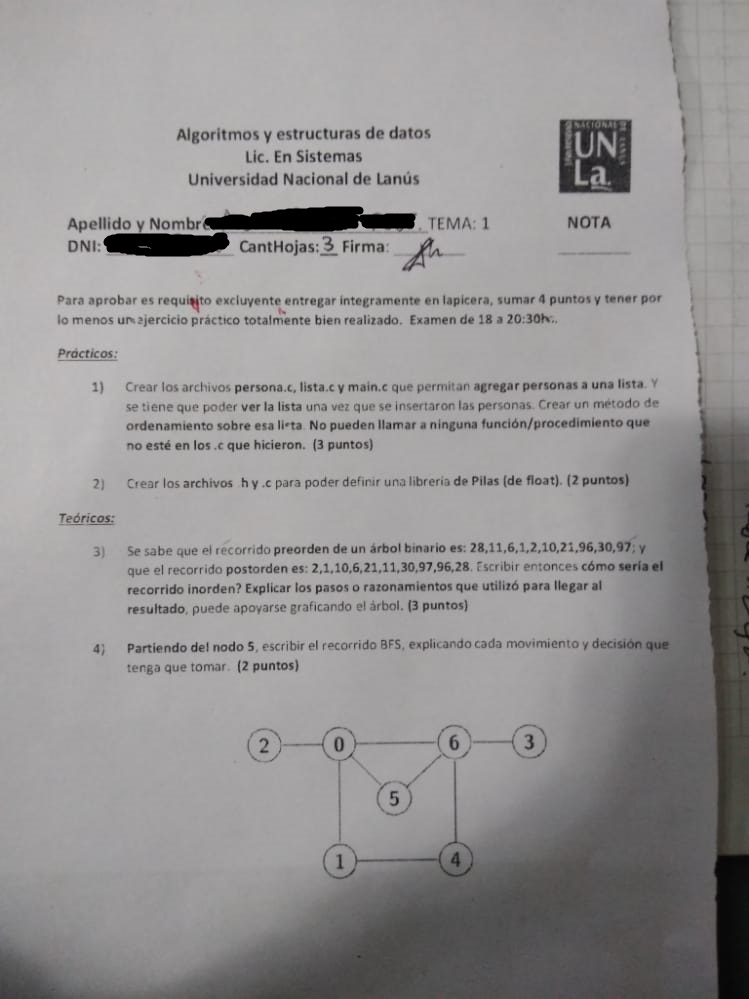 Algoritmos y estructuras de datos
Lic. En Sistemas
Universidad Nacional de Lanús
NACIONAL
UN
La.
Apellido y Nombre TEMA: 1 NOTA
DNI: CantHojas: 3 Firma:
Para aprobar es requisito excluyente entregar integramente en lapicera, sumar 4 puntos y tener por
lo menos un ejercicio práctico totalmente bien realizado. Examen de 18 a 20:30h
Prácticos:
1) Crear los archivos persona.c, lista.c y main.c que permitan agregar personas a una lista. Y
se tiene que poder ver la lista una vez que se insertaron las personas. Crear un método de
ordenamiento sobre esa lista. No pueden llamar a ninguna función/procedimiento que
no esté en los .c que hicieron. (3 puntos)
2) Crear los archivos .h y .c para poder definir una librería de Pilas (de float). (2 puntos)
Teóricos:
3) Se sabe que el recorrido preorden de un árbol binario es: 28,11,6,1,2,10,21,96,30,97; y
que el recorrido postorden es: 2,1,10,6,21,11,30,97,96,28. Escribir entonces cómo sería el
recorrido inorden? Explicar los pasos o razonamientos que utilizó para llegar al
resultado, puede apoyarse graficando el árbol. (3 puntos)
4) Partiendo del nodo 5, escribir el recorrido BFS, explicando cada movimiento y decisión que
tenga que tomar. (2 puntos)
2 0 6 3
5
1 4